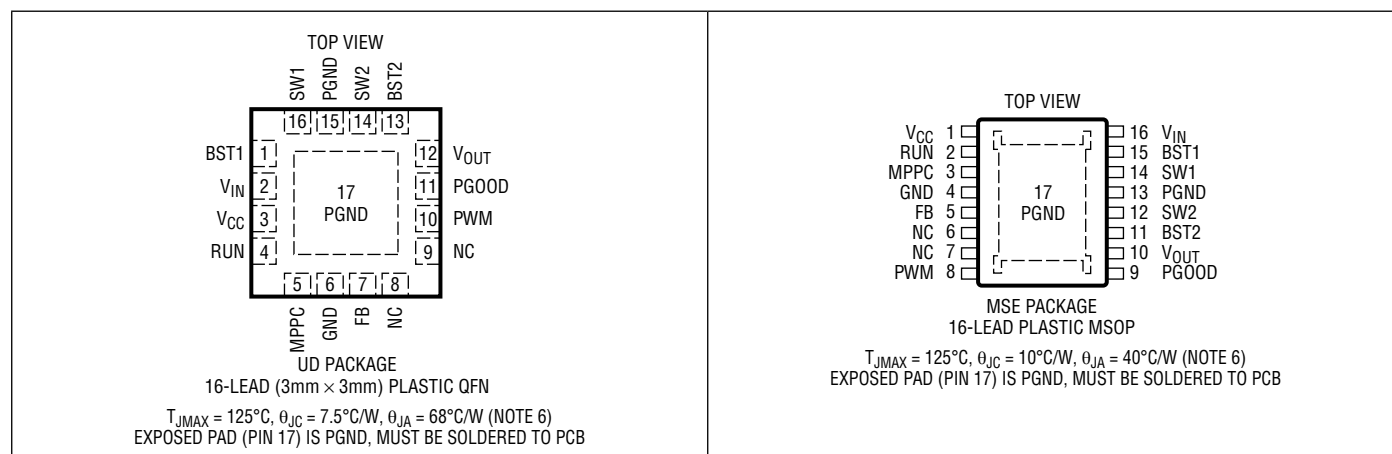 TOP VIEW
SW1 PGND SW2 BST2
16 15 14 13
BST1 1 12 VOUT
VIN 2 11 PGOOD
17
PGND
VCC 3 10 PWM
RUN 4 9 NC
5 6 7 8
MPPC GND FB NC
UD PACKAGE
16-LEAD (3mm × 3mm) PLASTIC QFN
TJMAX = 125°C, θJC = 7.5°C/W, θJA = 68°C/W (NOTE 6)
EXPOSED PAD (PIN 17) IS PGND, MUST BE SOLDERED TO PCB
TOP VIEW
VCC 1 16 VIN
RUN 2 15 BST1
MPPC 3 14 SW1
GND 4 17 13 PGND
FB 5 PGND 12 SW2
NC 6 11 BST2
NC 7 10 VOUT
PWM 8 9 PGOOD
MSE PACKAGE
16-LEAD PLASTIC MSOP
TJMAX = 125°C, θJC = 10°C/W, θJA = 40°C/W (NOTE 6)
EXPOSED PAD (PIN 17) IS PGND, MUST BE SOLDERED TO PCB